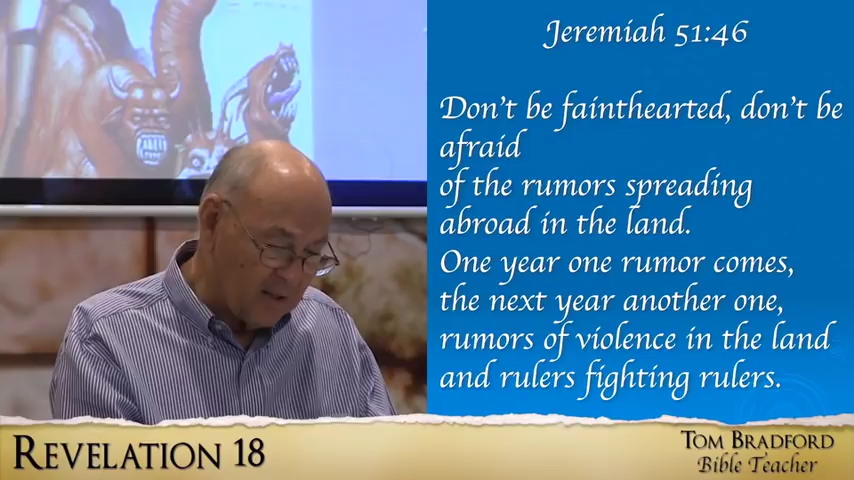 Jeremiah 51:46
Don't be fainthearted, don't be
afraid
of the rumors spreading
abroad in the land.
One year one rumor comes,
the next year another one,
rumors of violence in the land
and rulers fighting rulers.
REVELATION 18
TOM BRADFORD
Bible Teacher